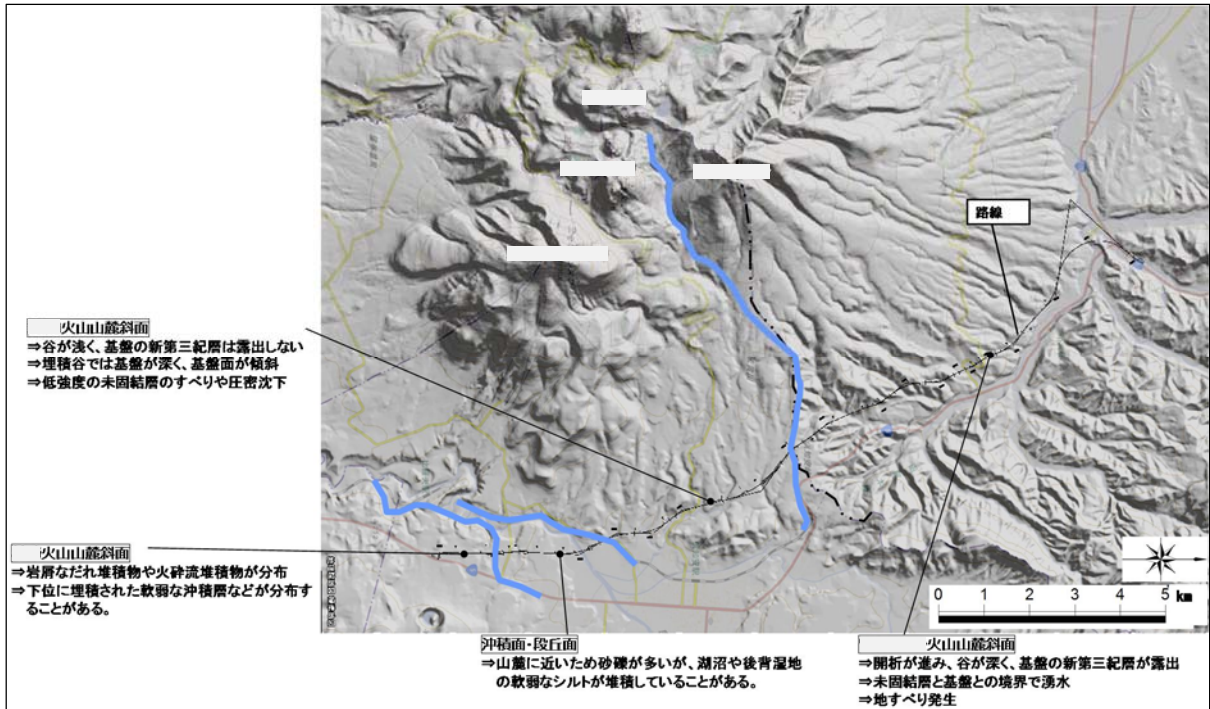 路線
火山山麓斜面
⇒谷が浅く、基盤の新第三紀層は露出しない
⇒埋積谷では基盤が深く、基盤面が傾斜
⇒低強度の未固結層のすべりや圧密沈下
火山山麓斜面
⇒岩屑なだれ堆積物や火砕流堆積物が分布
⇒下位に埋積された軟弱な沖積層などが分布す
ることがある。
沖積面・段丘面
⇒山麓に近いため砂礫が多いが、湖沼や後背湿地
の軟弱なシルトが堆積していることがある。
火山山麓斜面
⇒開析が進み、谷が深く、基盤の新第三紀層が露出
⇒未固結層と基盤との境界で湧水
⇒地すべり発生
0 1 2 3 4 5 km